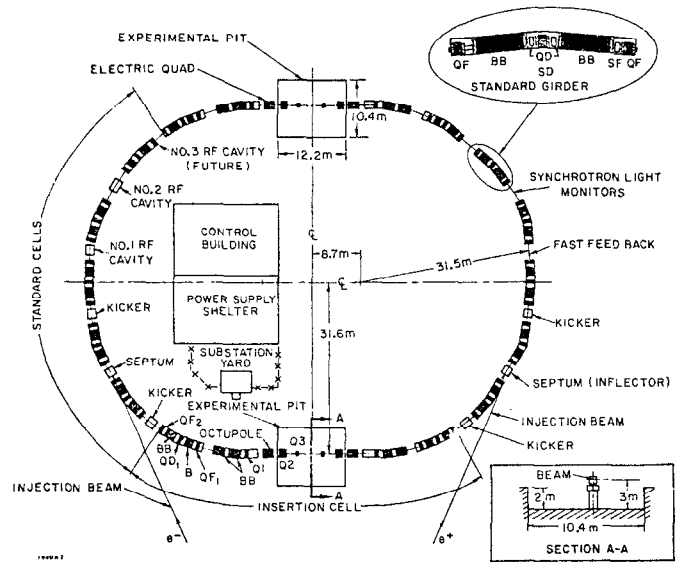 EXPERIMENTAL PIT
ELECTRIC QUAD
10.4m
12.2m
QF
BB
QD
SD
BB
SF
QF
STANDARD GIRDER
NO.3 RF CAVITY
(FUTURE)
NO.2 RF
CAVITY
NO.1 RF
CAVITY
STANDARD CELLS
SYNCHROTRON LIGHT
MONITORS
FAST FEED BACK
CONTROL
BUILDING
POWER SUPPLY
SHELTER
SUBSTATION
YARD
℄
8.7m
℄
31.5m
31.6m
KICKER
SEPTUM
KICKER
KICKER
SEPTUM (INFLECTOR)
INJECTION BEAM
KICKER
EXPERIMENTAL PIT
A
OCTUPOLE
Q3
Q2
Q1
BB
QF2
BB
QD1
B
QF1
A
INSERTION CELL
INJECTION BEAM
e-
e+
BEAM
2m
3m
10.4m
SECTION A-A